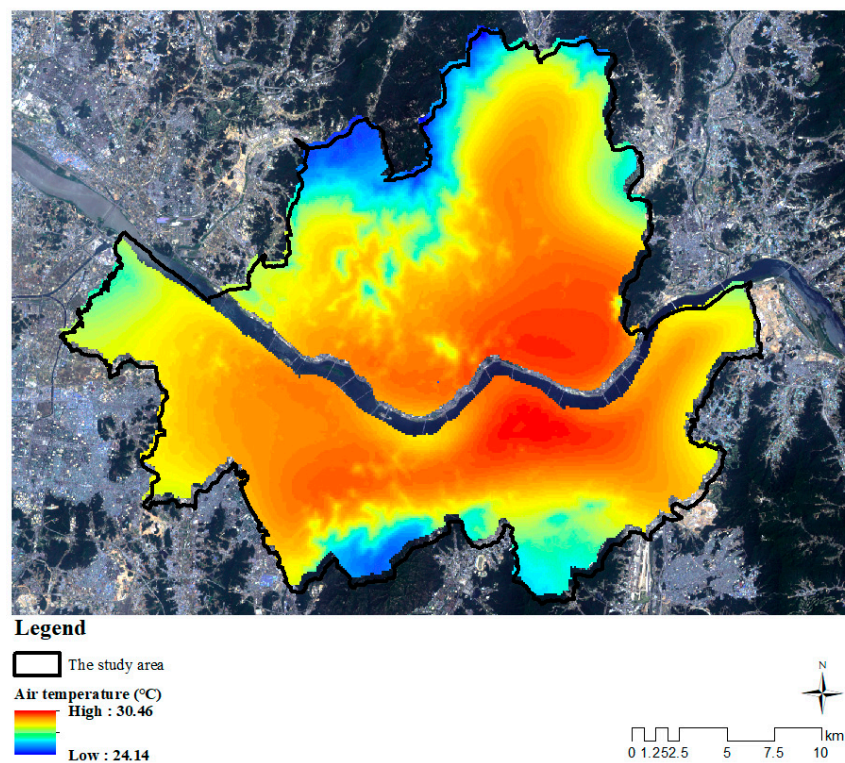 Legend
The study area
Air temperature (°C)
High : 30.46
Low : 24.14
N
km
0 1.252.5 5 7.5 10